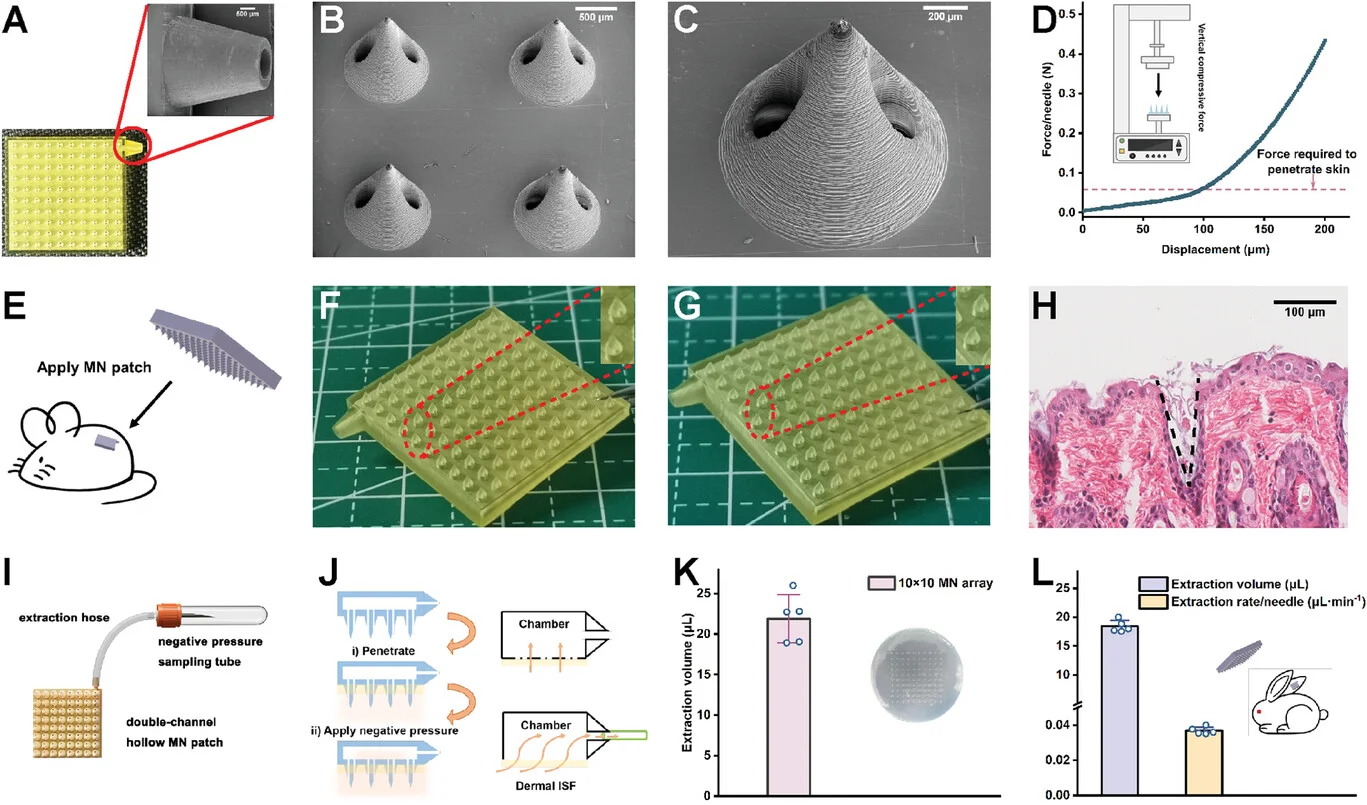 A
500 µm
B
500 µm
C
200 µm
D
Force/needle (N)
0.5
0.4
0.3
0.2
0.1
0.0
Vertical compressive force
Force required to
penetrate skin
0
50
100
150
200
Displacement (µm)
E
Apply MN patch
F
G
H
100 µm
I
extraction hose
negative pressure
sampling tube
double-channel
hollow MN patch
J
i) Penetrate
ii) Apply negative pressure
Chamber
Chamber
Dermal ISF
K
Extraction volume (µL)
25
20
15
10
5
0
10×10 MN array
L
25
20
15
10
0.04
0.02
0.00
Extraction volume (µL)
Extraction rate/needle (µL·min⁻¹)